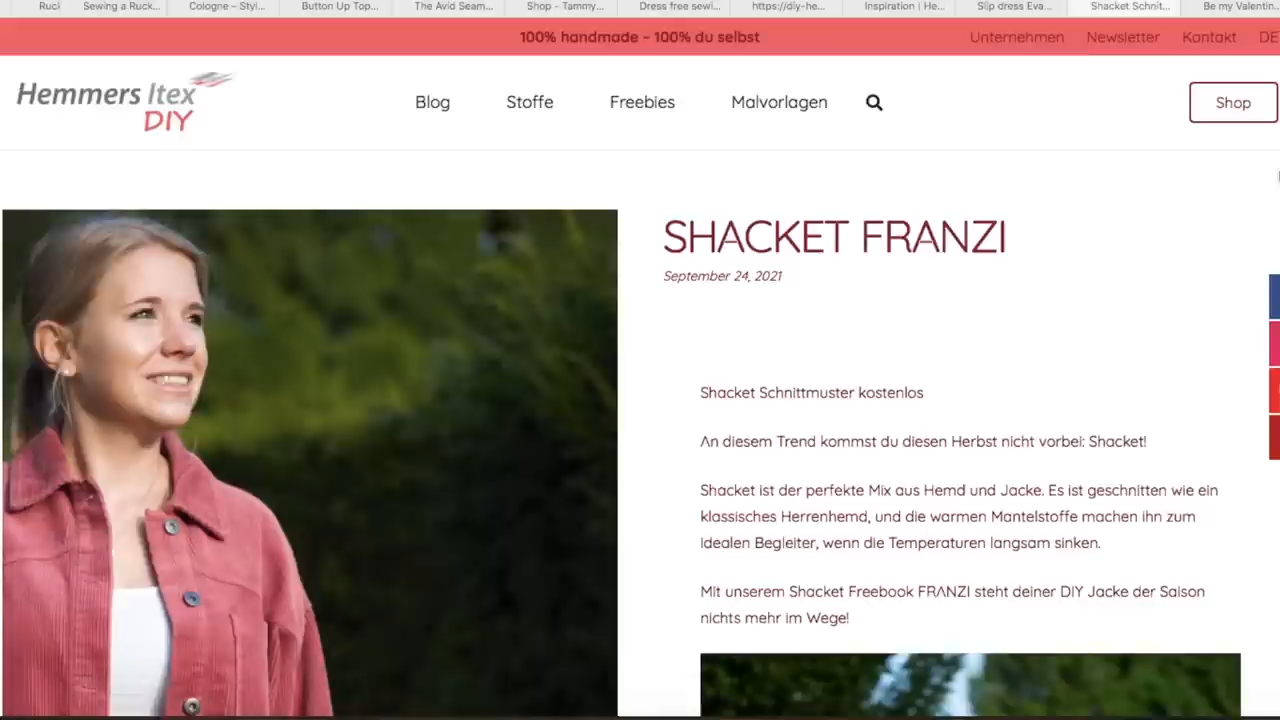 Ruck
Sewing a Ruck...
Cologne – Styl...
Button Up Top...
The Avid Seam...
Shop - Tammy...
Dress free sewi...
https://diy-he...
Inspiration | He...
Slip dress Eva...
Shacket Schnit...
Be my Valentin...
100% handmade – 100% du selbst
Unternehmen
Newsletter
Kontakt
DE
Hemmers Itex
DIY
Blog
Stoffe
Freebies
Malvorlagen
Shop
SHACKET FRANZI
September 24, 2021
Shacket Schnittmuster kostenlos
An diesem Trend kommst du diesen Herbst nicht vorbei: Shacket!
Shacket ist der perfekte Mix aus Hemd und Jacke. Es ist geschnitten wie ein
klassisches Herrenhemd, und die warmen Mantelstoffe machen ihn zum
idealen Begleiter, wenn die Temperaturen langsam sinken.
Mit unserem Shacket Freebook FRANZI steht deiner DIY Jacke der Saison
nichts mehr im Wege!